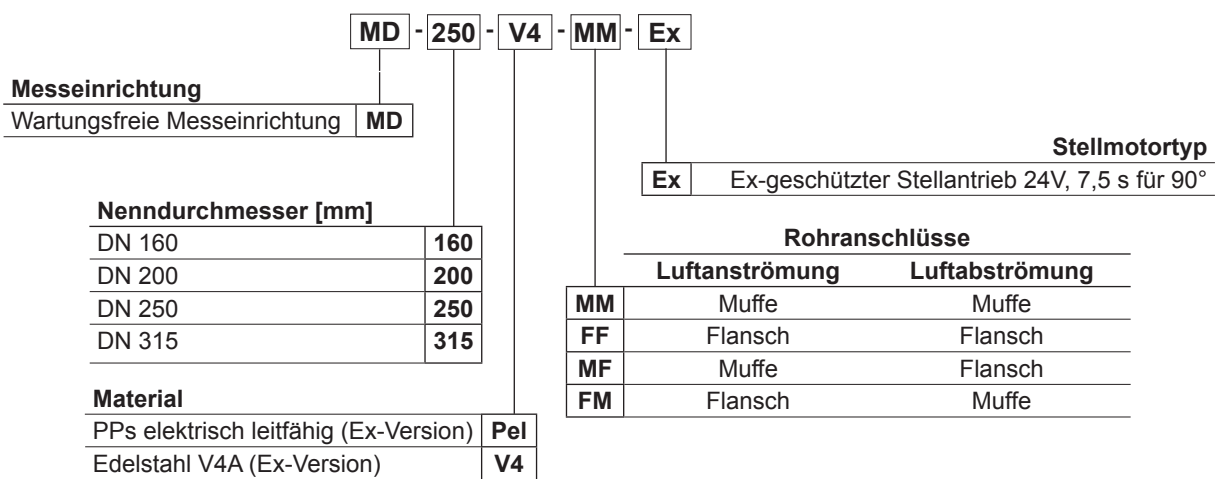 MD - 250 - V4 - MM - Ex
Messeinrichtung
Wartungsfreie Messeinrichtung MD
Stellmotortyp
Ex Ex-geschützter Stellantrieb 24V, 7,5 s für 90°
Nenndurchmesser [mm]
DN 160 160
DN 200 200
DN 250 250
DN 315 315
Rohranschlüsse
Luftanströmung Luftabströmung
MM Muffe Muffe
FF Flansch Flansch
MF Muffe Flansch
FM Flansch Muffe
Material
PPs elektrisch leitfähig (Ex-Version) Pel
Edelstahl V4A (Ex-Version) V4